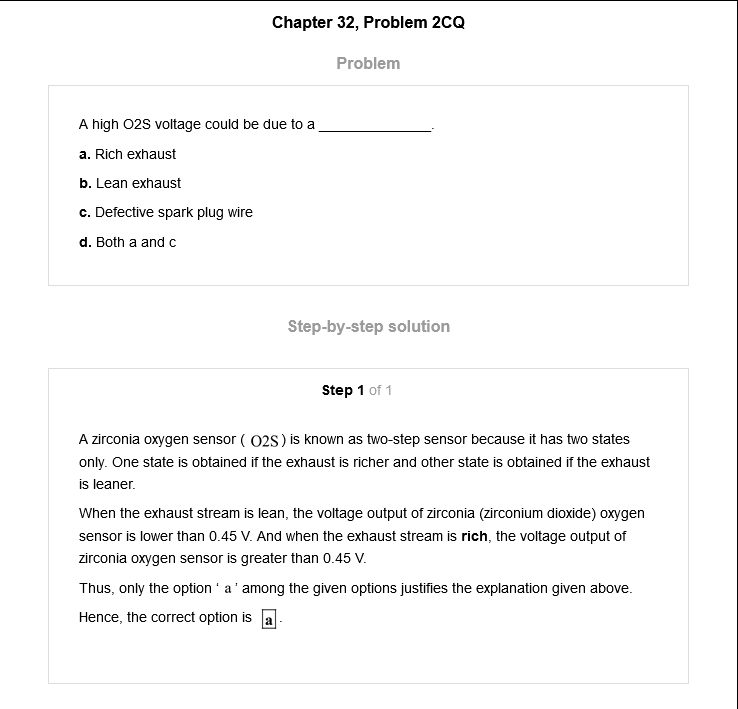 Chapter 32, Problem 2CQ
Problem
A high O2S voltage could be due to a _______________.
a. Rich exhaust
b. Lean exhaust
c. Defective spark plug wire
d. Both a and c
Step-by-step solution
Step 1 of 1
A zirconia oxygen sensor ( O2S ) is known as two-step sensor because it has two states
only. One state is obtained if the exhaust is richer and other state is obtained if the exhaust
is leaner.
When the exhaust stream is lean, the voltage output of zirconia (zirconium dioxide) oxygen
sensor is lower than 0.45 V. And when the exhaust stream is rich, the voltage output of
zirconia oxygen sensor is greater than 0.45 V.
Thus, only the option ‘ a ’ among the given options justifies the explanation given above.
Hence, the correct option is a .